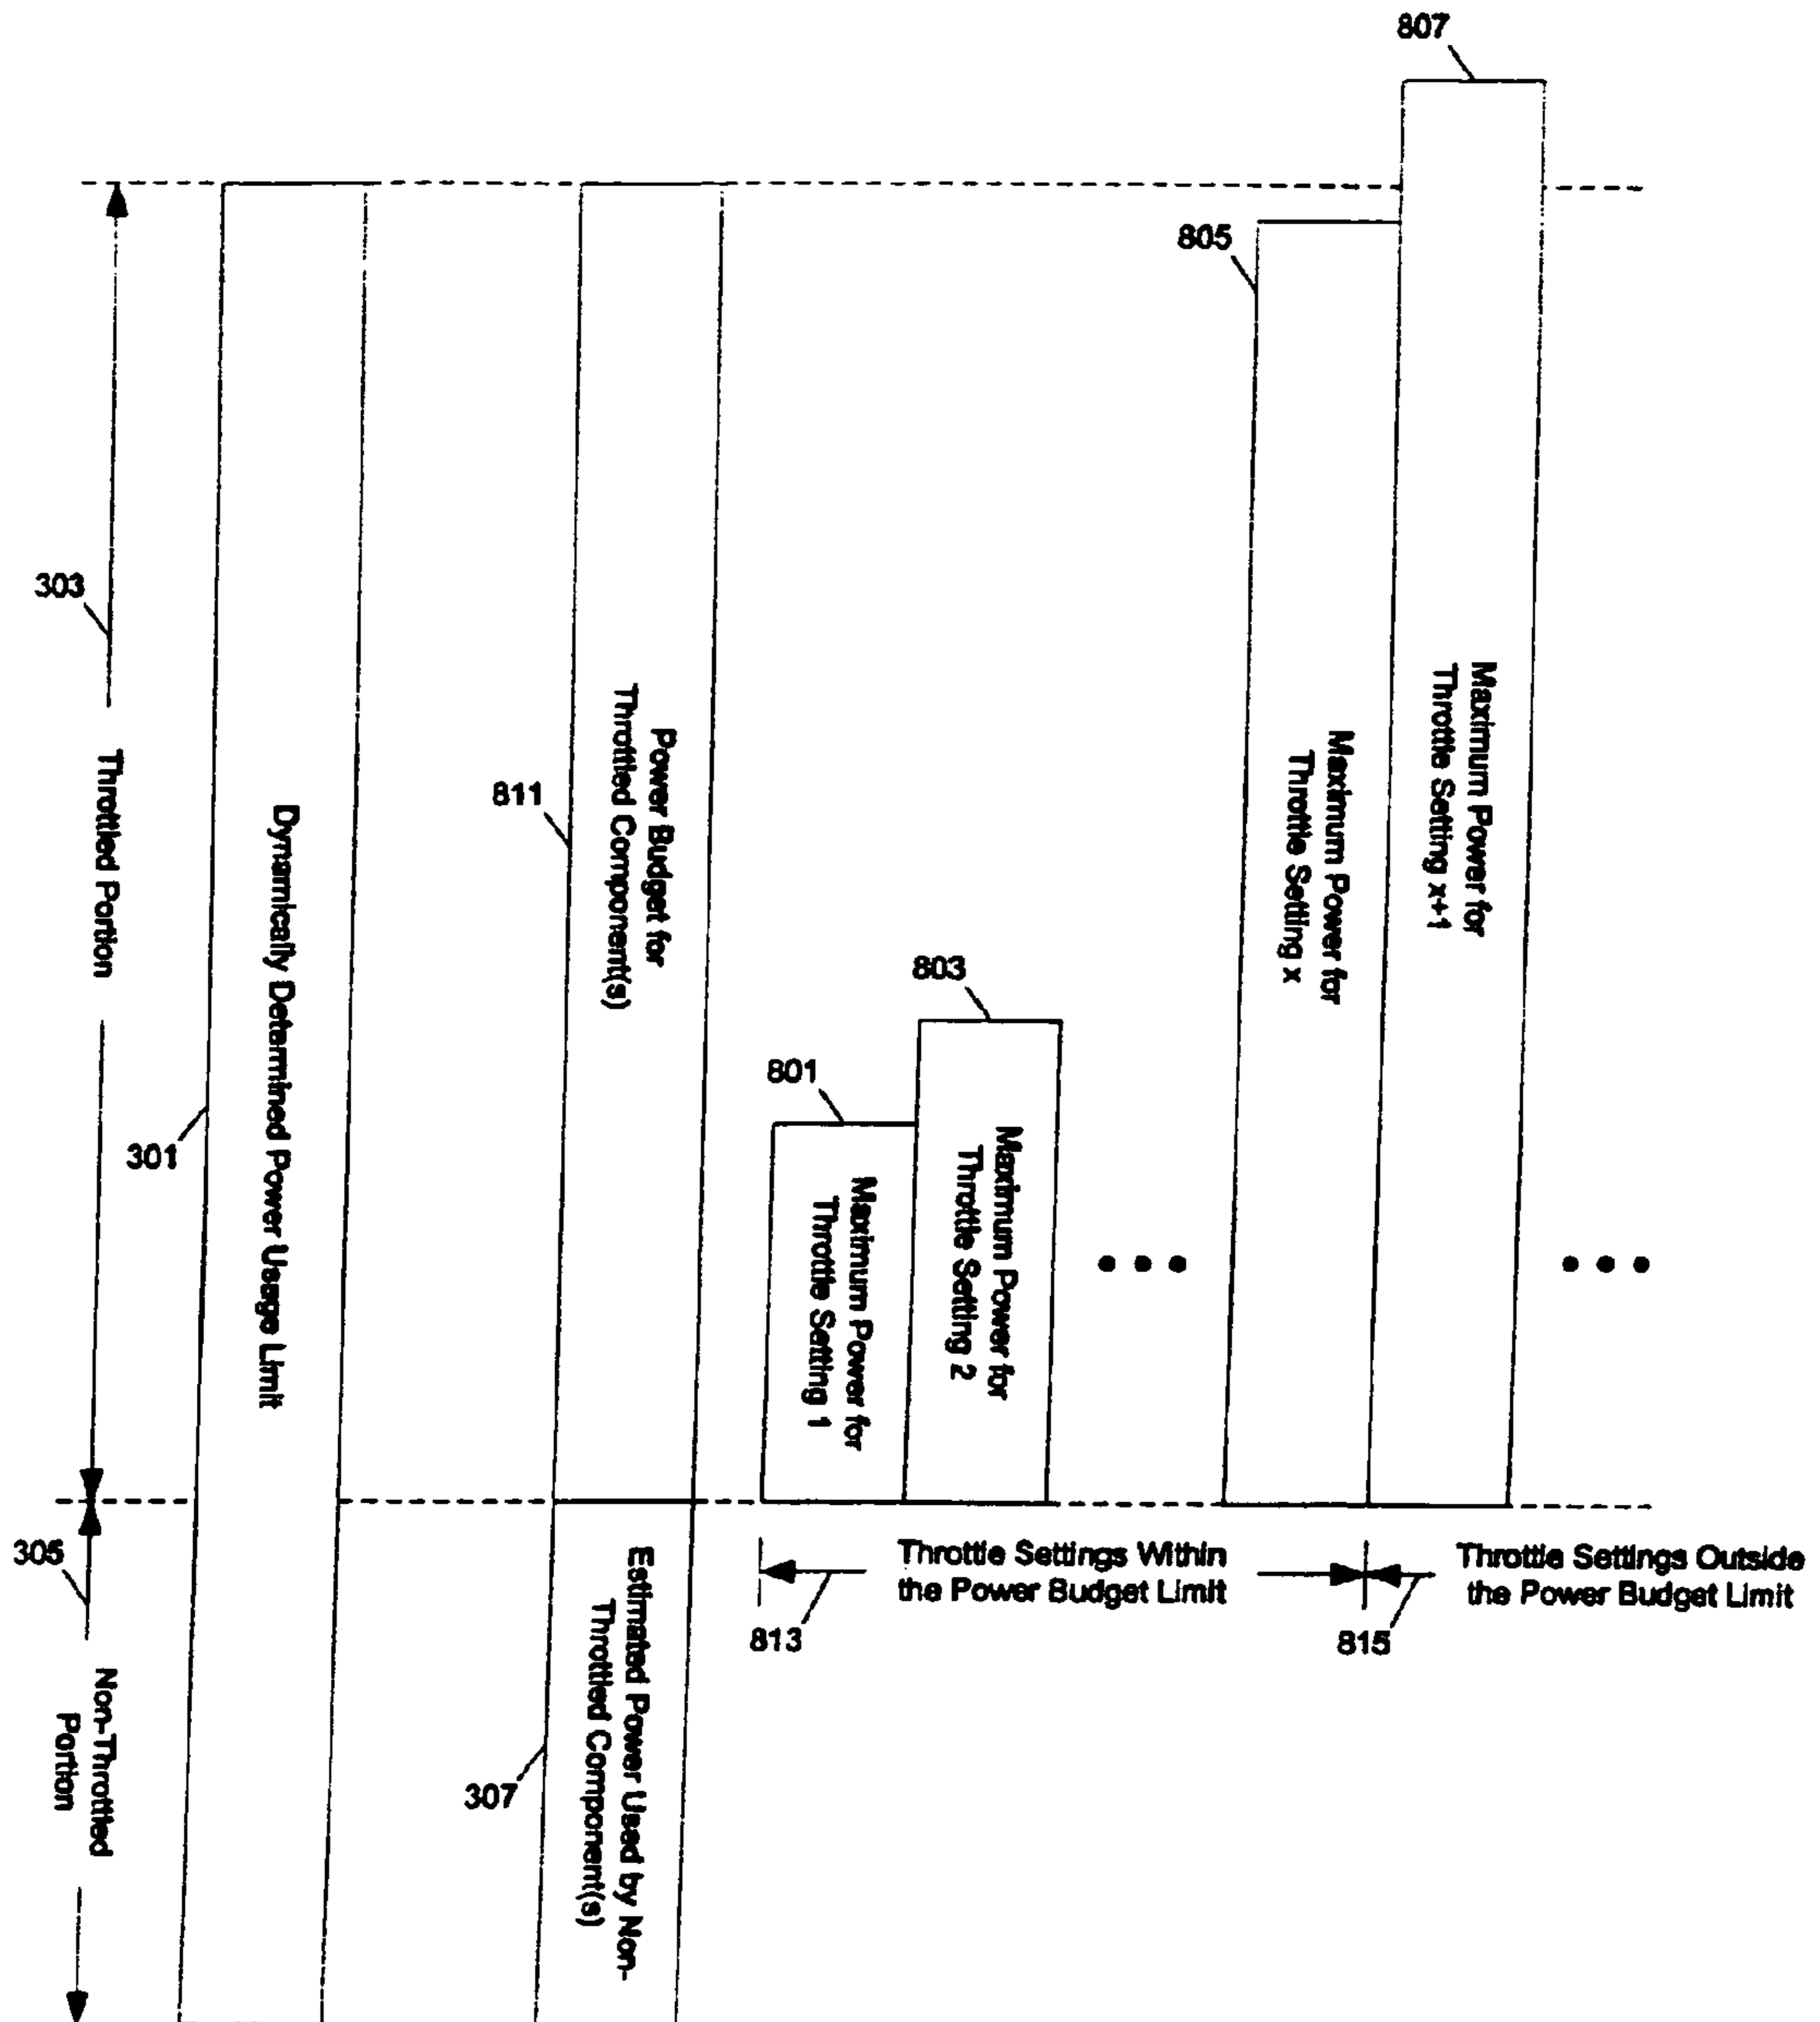 807
805
303
Throttled Portion
301
Dynamically Determined Power Usage Limit
811
Power Budget for
Throttled Component(s)
801
Maximum Power for
Throttle Setting 1
803
Maximum Power for
Throttle Setting 2
• • •
Maximum Power for
Throttle Setting x
Maximum Power for
Throttle Setting x+1
• • •
305
Non-Throttled
Portion
307
Estimated Power Used by Non-
Throttled Component(s)
Throttle Settings Within
the Power Budget Limit
813
Throttle Settings Outside
the Power Budget Limit
815